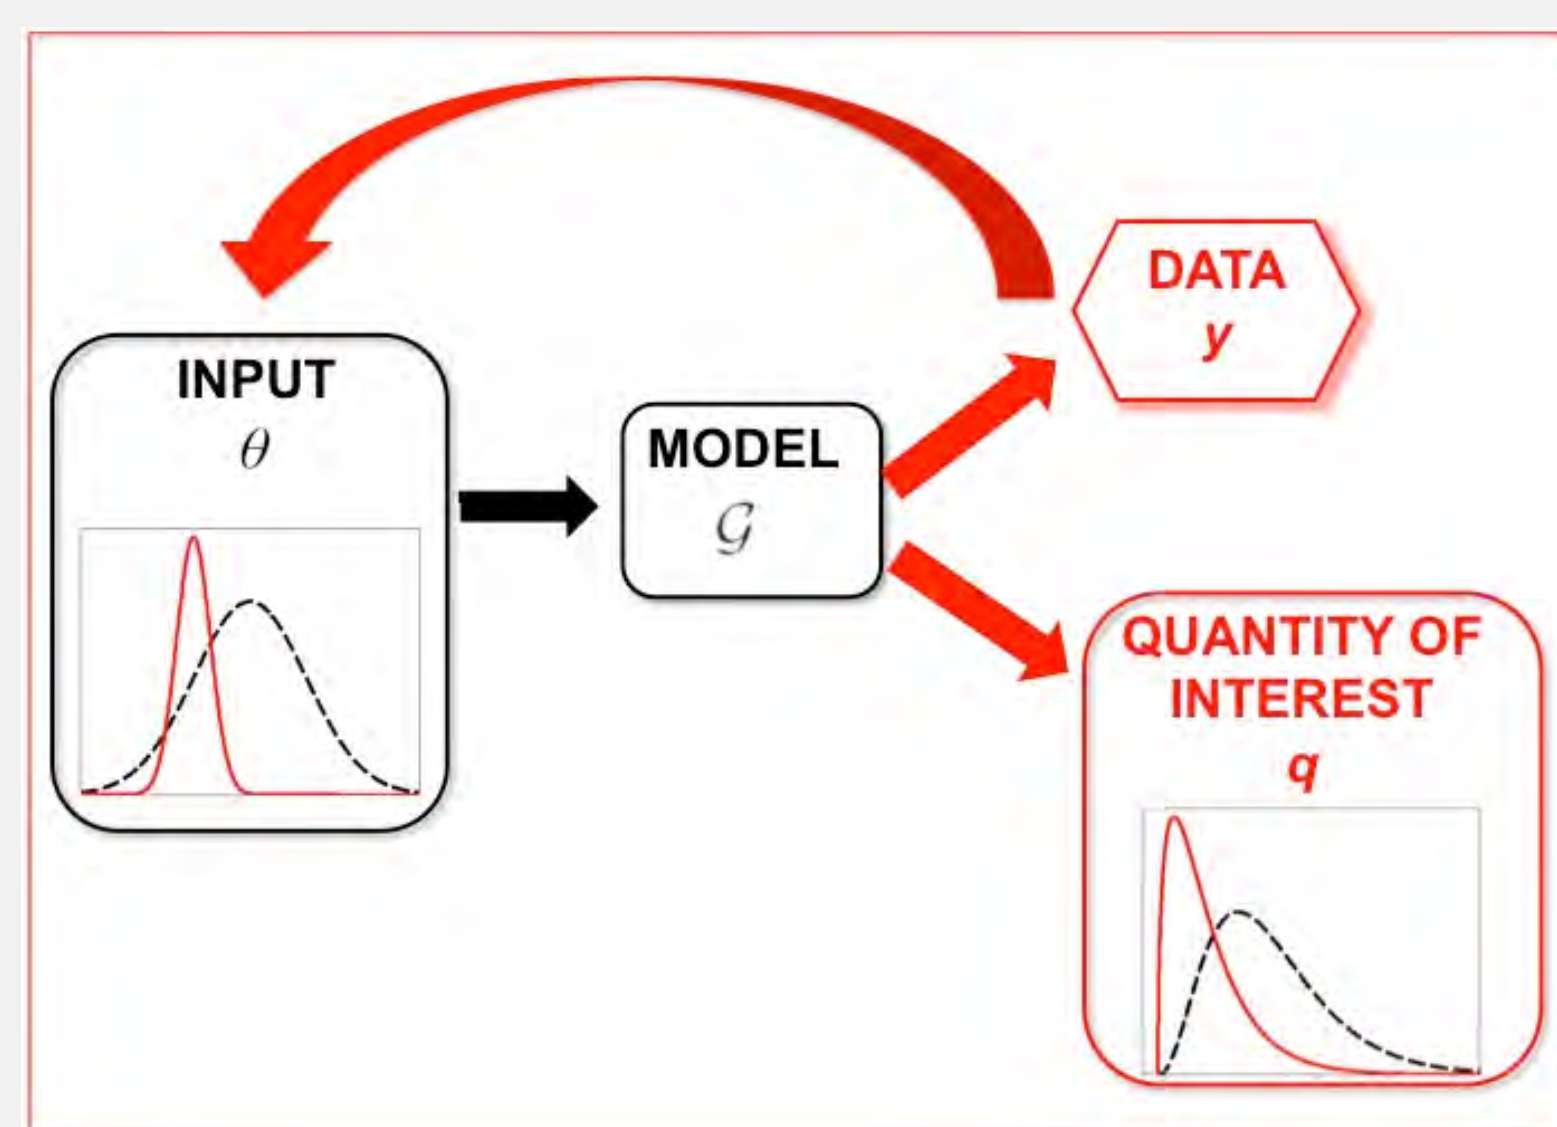 INPUT
θ
MODEL
𝒢
DATA
y
QUANTITY OF
INTEREST
q